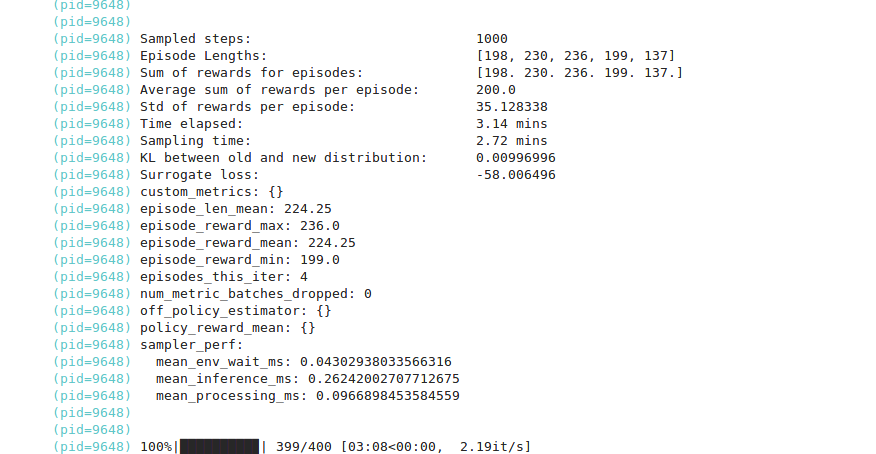 (pid=9648)
(pid=9648)
(pid=9648) Sampled steps: 1000
(pid=9648) Episode Lengths: [198, 230, 236, 199, 137]
(pid=9648) Sum of rewards for episodes: [198. 230. 236. 199. 137.]
(pid=9648) Average sum of rewards per episode: 200.0
(pid=9648) Std of rewards per episode: 35.128338
(pid=9648) Time elapsed: 3.14 mins
(pid=9648) Sampling time: 2.72 mins
(pid=9648) KL between old and new distribution: 0.00996996
(pid=9648) Surrogate loss: -58.006496
(pid=9648) custom_metrics: {}
(pid=9648) episode_len_mean: 224.25
(pid=9648) episode_reward_max: 236.0
(pid=9648) episode_reward_mean: 224.25
(pid=9648) episode_reward_min: 199.0
(pid=9648) episodes_this_iter: 4
(pid=9648) num_metric_batches_dropped: 0
(pid=9648) off_policy_estimator: {}
(pid=9648) policy_reward_mean: {}
(pid=9648) sampler_perf:
(pid=9648)   mean_env_wait_ms: 0.04302938033566316
(pid=9648)   mean_inference_ms: 0.26242002707712675
(pid=9648)   mean_processing_ms: 0.0966898453584559
(pid=9648)
(pid=9648)
(pid=9648) 100%|██████████| 399/400 [03:08<00:00,  2.19it/s]